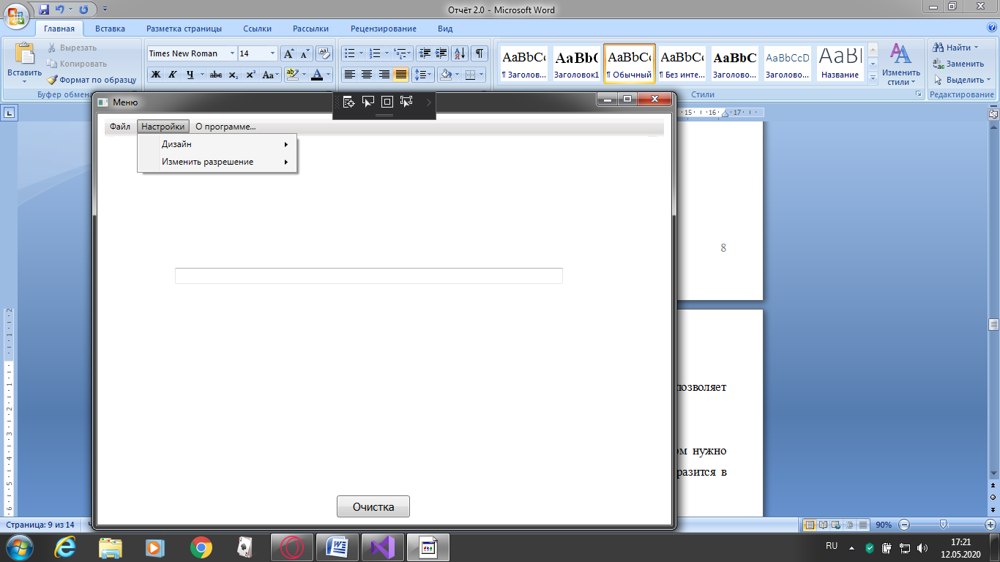 Отчёт 2.0 - Microsoft Word
Главная Вставка Разметка страницы Ссылки Рассылки Рецензирование Вид
Вставить
Вырезать
Копировать
Формат по образцу
Буфер обмена
Times New Roman 14
Ж К Ч abc x₂ x² Aa
AaBbCc AaBbC AaBbCc AaBbCc AaBbC AaBbCcD AaBl
¶ Заголов... Заголовок1 ¶ Обычный ¶ Без инте... Заголово... Заголово... Название
Изменить стили
Стили
Найти
Заменить
Выделить
Редактирование
Меню
15 16 17
Файл Настройки О программе...
Дизайн
Изменить разрешение
8
позволяет
ом нужно
разится в
Очистка
Страница: 9 из 14
90%
RU
17:21
12.05.2020